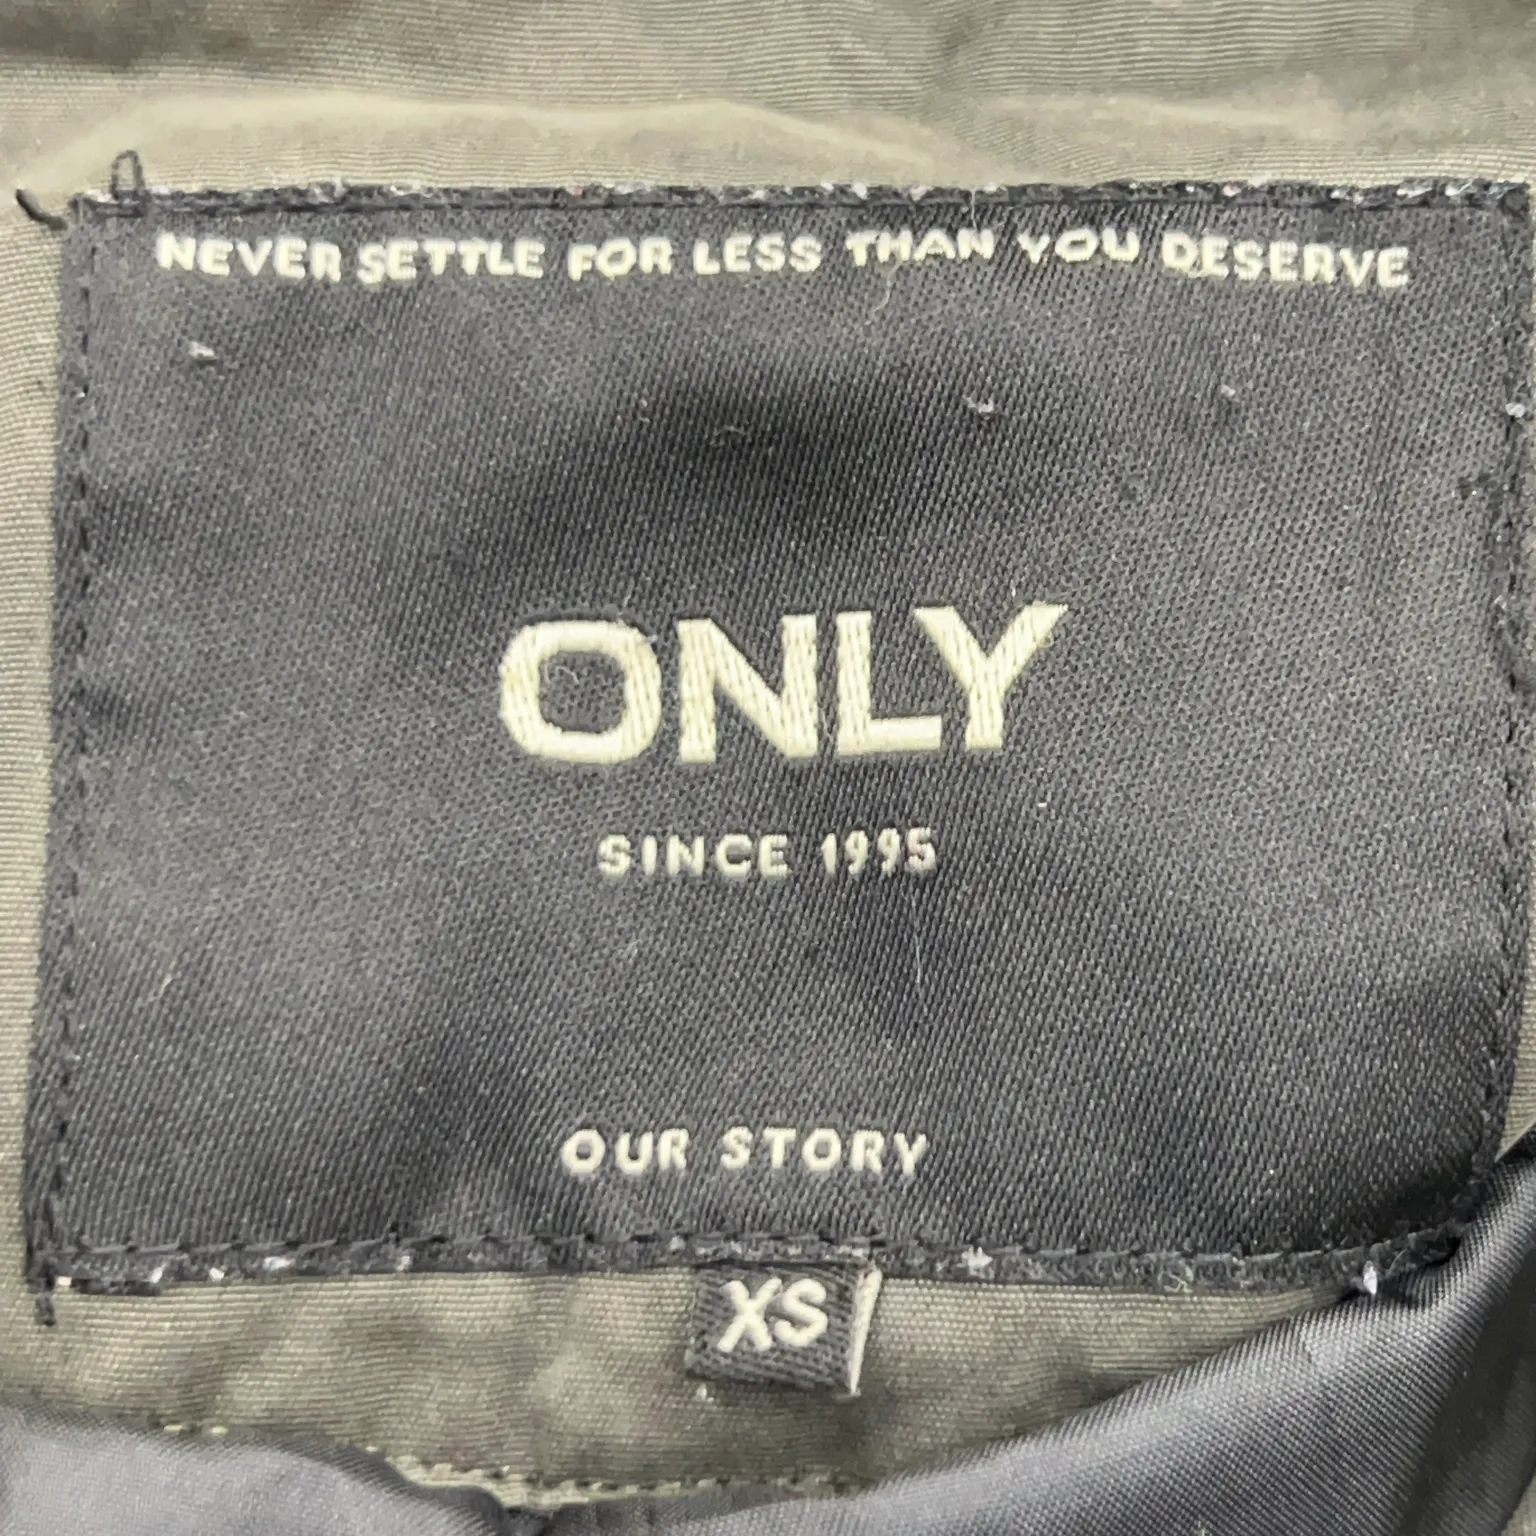 NEVER SETTLE FOR LESS THAN YOU DESERVE
ONLY
SINCE 1995
OUR STORY
XS